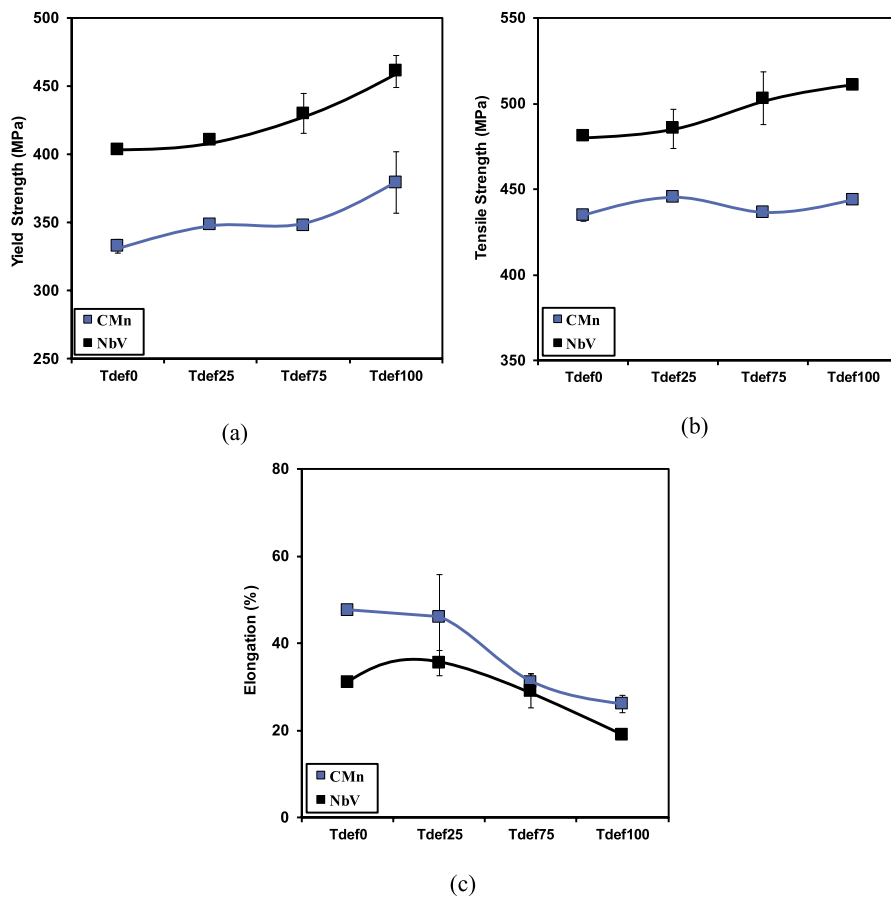 500
450
400
350
300
250
Yield Strength (MPa)
CMn
NbV
Tdef0 Tdef25 Tdef75 Tdef100
(a)
550
500
450
400
350
Tensile Strength (MPa)
CMn
NbV
Tdef0 Tdef25 Tdef75 Tdef100
(b)
80
60
40
20
0
Elongation (%)
CMn
NbV
Tdef0 Tdef25 Tdef75 Tdef100
(c)